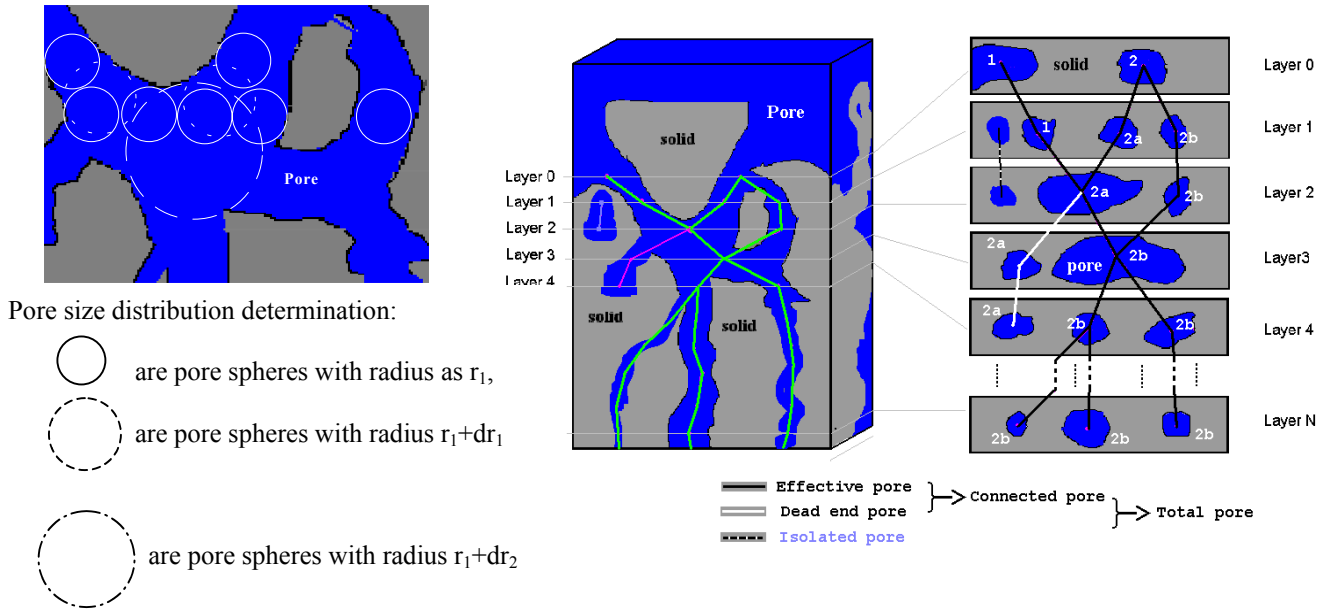 Pore
Pore size distribution determination:
are pore spheres with radius as r₁,
are pore spheres with radius r₁+dr₁
are pore spheres with radius r₁+dr₂
Pore
solid
Layer 0
Layer 1
Layer 2
Layer 3
Layer 4
solid
solid
1 solid 2 Layer 0
1 2a 2b Layer 1
2a 2b Layer 2
2a pore 2b Layer3
2a 2b 2b Layer 4
2b 2b 2b Layer N
Effective pore Connected pore
Dead end pore Total pore
Isolated pore